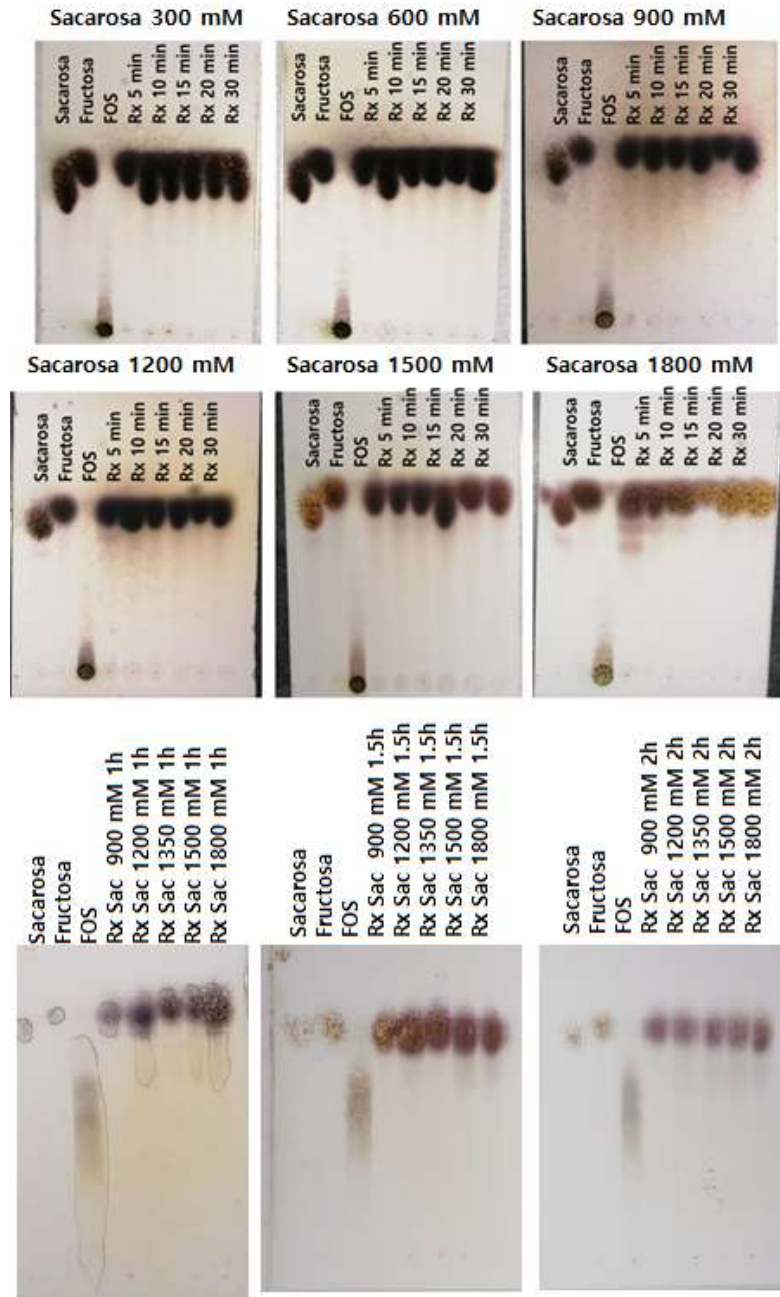 Sacarosa 300 mM
Sacarosa 600 mM
Sacarosa 900 mM
Sacarosa
Fructosa
FOS
Rx 5 min
Rx 10 min
Rx 15 min
Rx 20 min
Rx 30 min
Sacarosa
Fructosa
FOS
Rx 5 min
Rx 10 min
Rx 15 min
Rx 20 min
Rx 30 min
Sacarosa
Fructosa
FOS
Rx 5 min
Rx 10 min
Rx 15 min
Rx 20 min
Rx 30 min
Sacarosa 1200 mM
Sacarosa 1500 mM
Sacarosa 1800 mM
Sacarosa
Fructosa
FOS
Rx 5 min
Rx 10 min
Rx 15 min
Rx 20 min
Rx 30 min
Sacarosa
Fructosa
FOS
Rx 5 min
Rx 10 min
Rx 15 min
Rx 20 min
Rx 30 min
Sacarosa
Fructosa
FOS
Rx 5 min
Rx 10 min
Rx 15 min
Rx 20 min
Rx 30 min
Sacarosa
Fructosa
FOS
Rx Sac 900 mM 1h
Rx Sac 1200 mM 1h
Rx Sac 1350 mM 1h
Rx Sac 1500 mM 1h
Rx Sac 1800 mM 1h
Sacarosa
Fructosa
FOS
Rx Sac 900 mM 1.5h
Rx Sac 1200 mM 1.5h
Rx Sac 1350 mM 1.5h
Rx Sac 1500 mM 1.5h
Rx Sac 1800 mM 1.5h
Sacarosa
Fructosa
FOS
Rx Sac 900 mM 2h
Rx Sac 1200 mM 2h
Rx Sac 1350 mM 2h
Rx Sac 1500 mM 2h
Rx Sac 1800 mM 2h